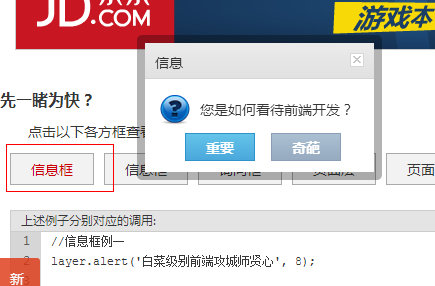 JD.COM
游戏本
信息
先一睹为快？
您是如何看待前端开发？
点击以下各方框查看
重要 奇葩
信息框 信息框 询问框 页面层 页面
上述例子分别对应的调用:
1 //信息框例一
2 layer.alert('白菜级别前端攻城师贤心', 8);
新